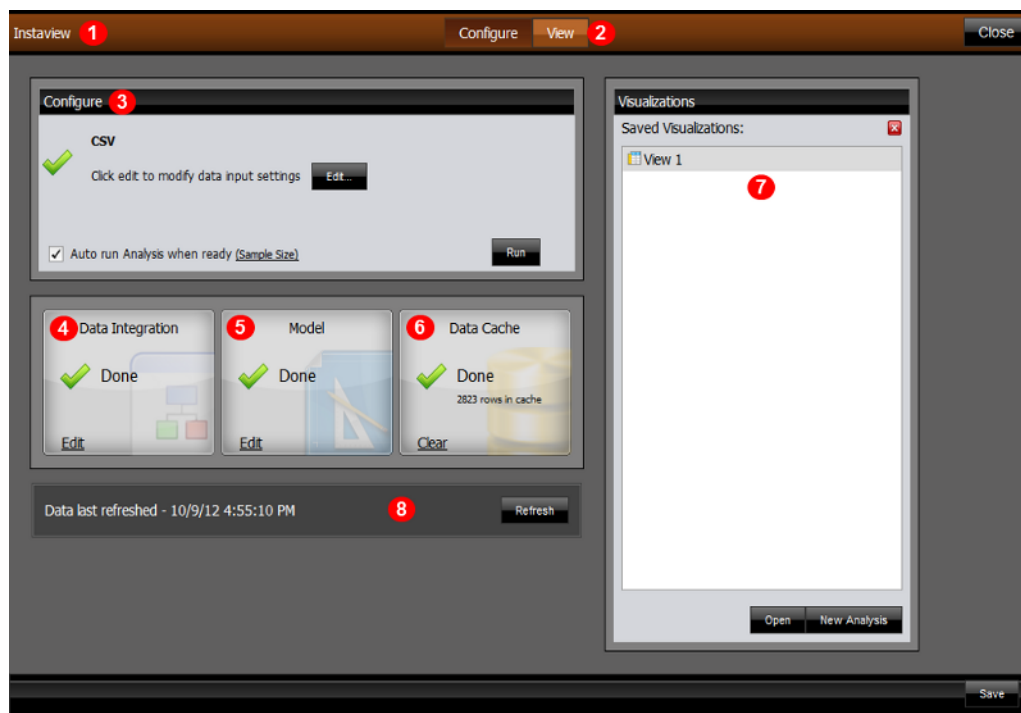 Instaview 1
Configure View 2
Close
Configure 3
CSV
Click edit to modify data input settings Edit...
Auto run Analysis when ready (Sample Size)
Run
4 Data Integration
Done
Edit
5 Model
Done
Edit
6 Data Cache
Done
2823 rows in cache
Clear
Data last refreshed - 10/9/12 4:55:10 PM 8 Refresh
Visualizations
Saved Visualizations:
View 1
7
Open New Analysis
Save